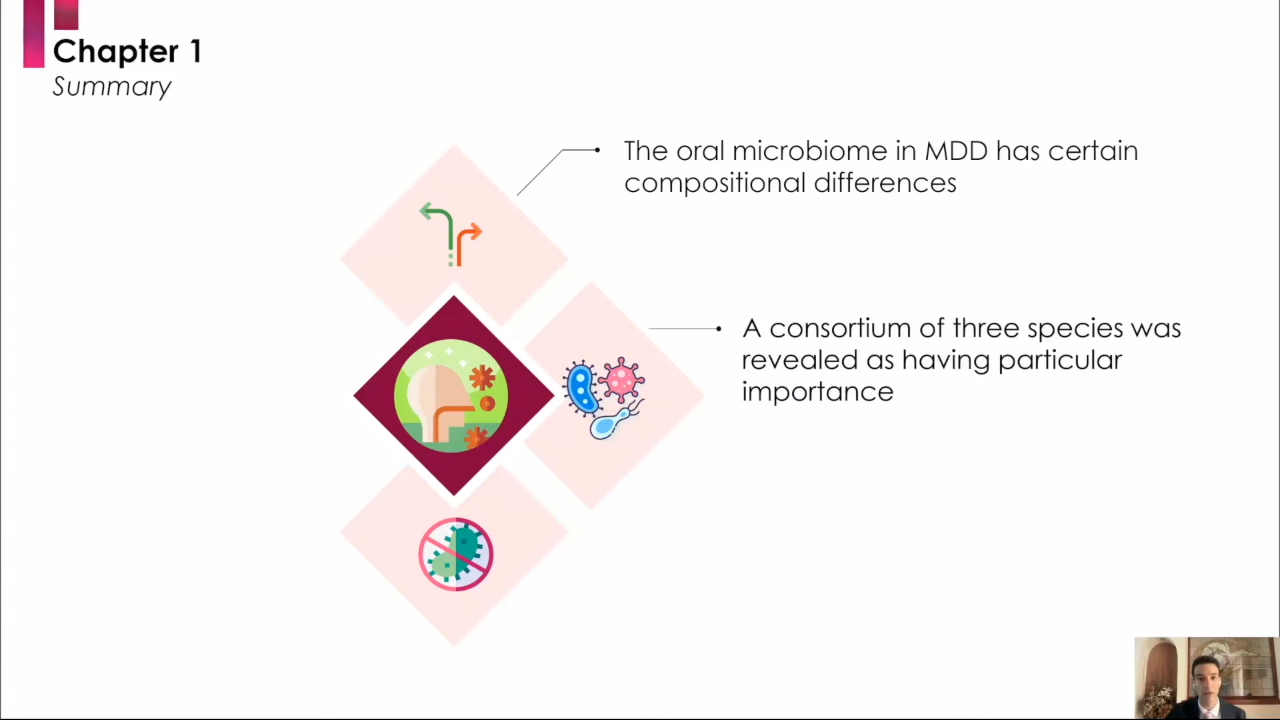 Chapter 1
Summary
The oral microbiome in MDD has certain
compositional differences
A consortium of three species was
revealed as having particular
importance